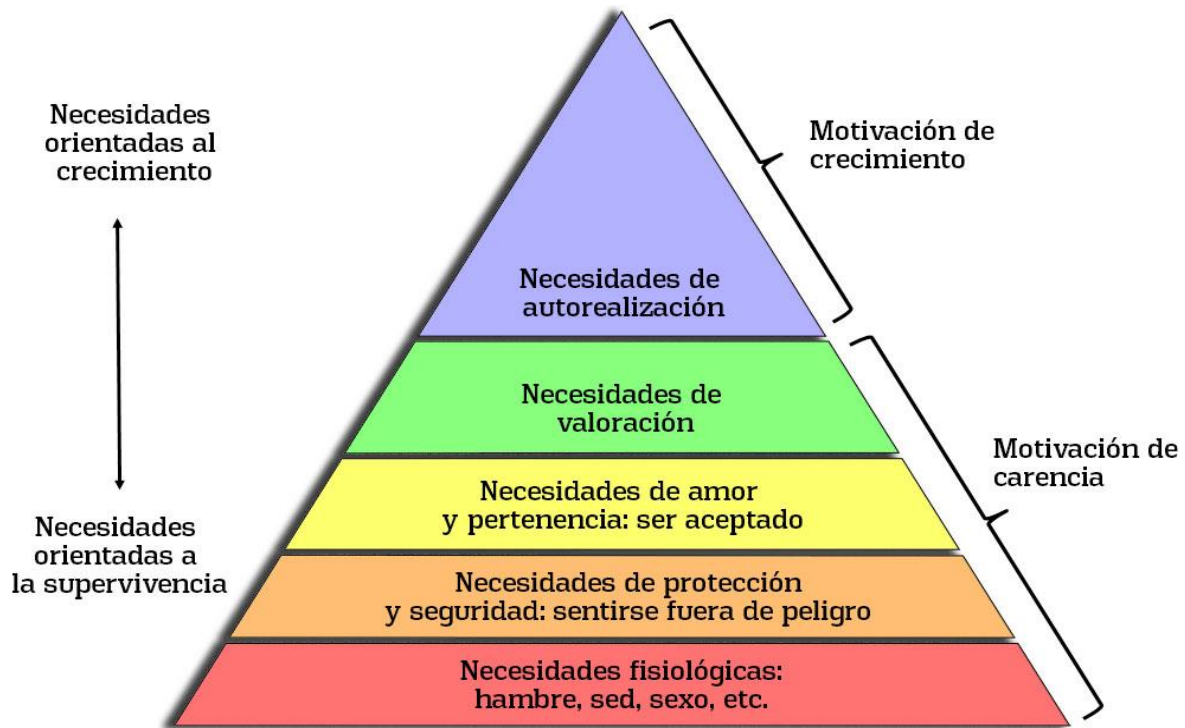 Necesidades
orientadas al
crecimiento
Motivación de
crecimiento
Necesidades de
autorealización
Necesidades de
valoración
Motivación de
carencia
Necesidades de amor
y pertenencia: ser aceptado
Necesidades
orientadas a
la supervivencia
Necesidades de protección
y seguridad: sentirse fuera de peligro
Necesidades fisiológicas:
hambre, sed, sexo, etc.